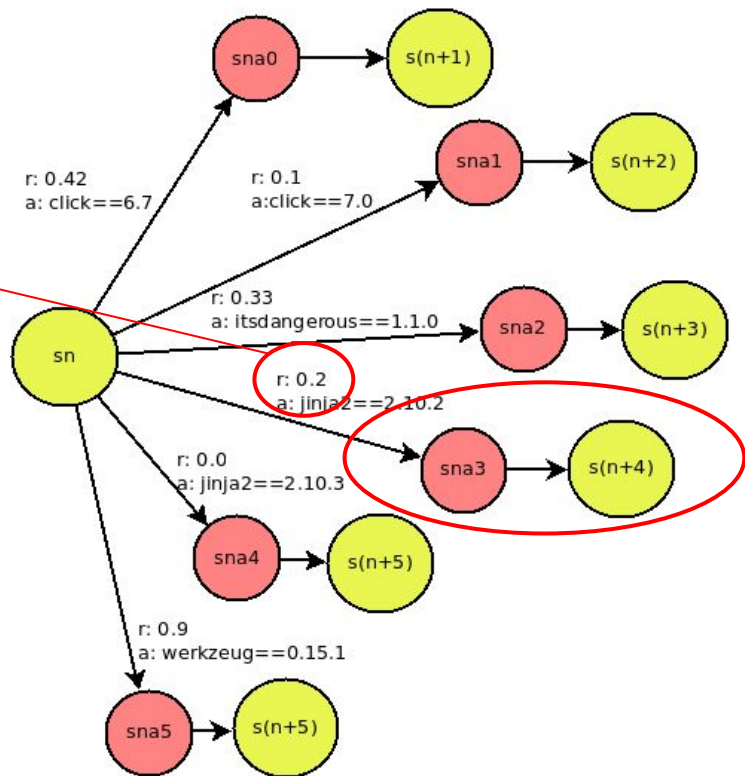 sna0
s(n+1)
r: 0.42
a: click==6.7
r: 0.1
a:click==7.0
sna1
s(n+2)
r: 0.33
a: itsdangerous==1.1.0
sna2
s(n+3)
sn
r: 0.2
a: jinja2==2.10.2
sna3
s(n+4)
r: 0.0
a: jinja2==2.10.3
sna4
s(n+5)
r: 0.9
a: werkzeug==0.15.1
sna5
s(n+5)